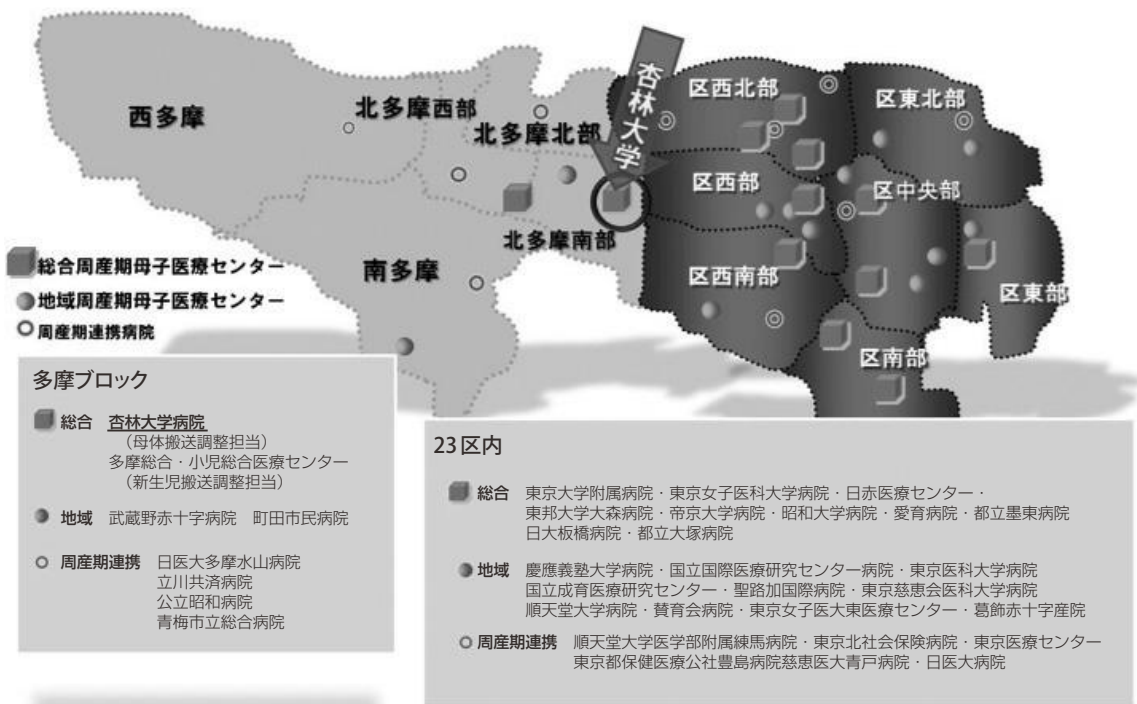 杏林大学
西多摩
北多摩西部
北多摩北部
北多摩南部
南多摩
区西北部
区東北部
区西部
区中央部
区西南部
区東部
区南部
総合周産期母子医療センター
地域周産期母子医療センター
周産期連携病院
多摩ブロック
総合 杏林大学病院
（母体搬送調整担当）
多摩総合・小児総合医療センター
（新生児搬送調整担当）
地域 武蔵野赤十字病院 町田市民病院
周産期連携 日医大多摩水山病院
立川共済病院
公立昭和病院
青梅市立総合病院
23区内
総合 東京大学附属病院・東京女子医科大学病院・日赤医療センター・
東邦大学大森病院・帝京大学病院・昭和大学病院・愛育病院・都立墨東病院
日大板橋病院・都立大塚病院
地域 慶應義塾大学病院・国立国際医療研究センター病院・東京医科大学病院
国立成育医療研究センター・聖路加国際病院・東京慈恵会医科大学病院
順天堂大学病院・賛育会病院・東京女子医大東医療センター・葛飾赤十字産院
周産期連携 順天堂大学医学部附属練馬病院・東京北社会保険病院・東京医療センター
東京都保健医療公社豊島病院慈恵医大青戸病院・日医大病院